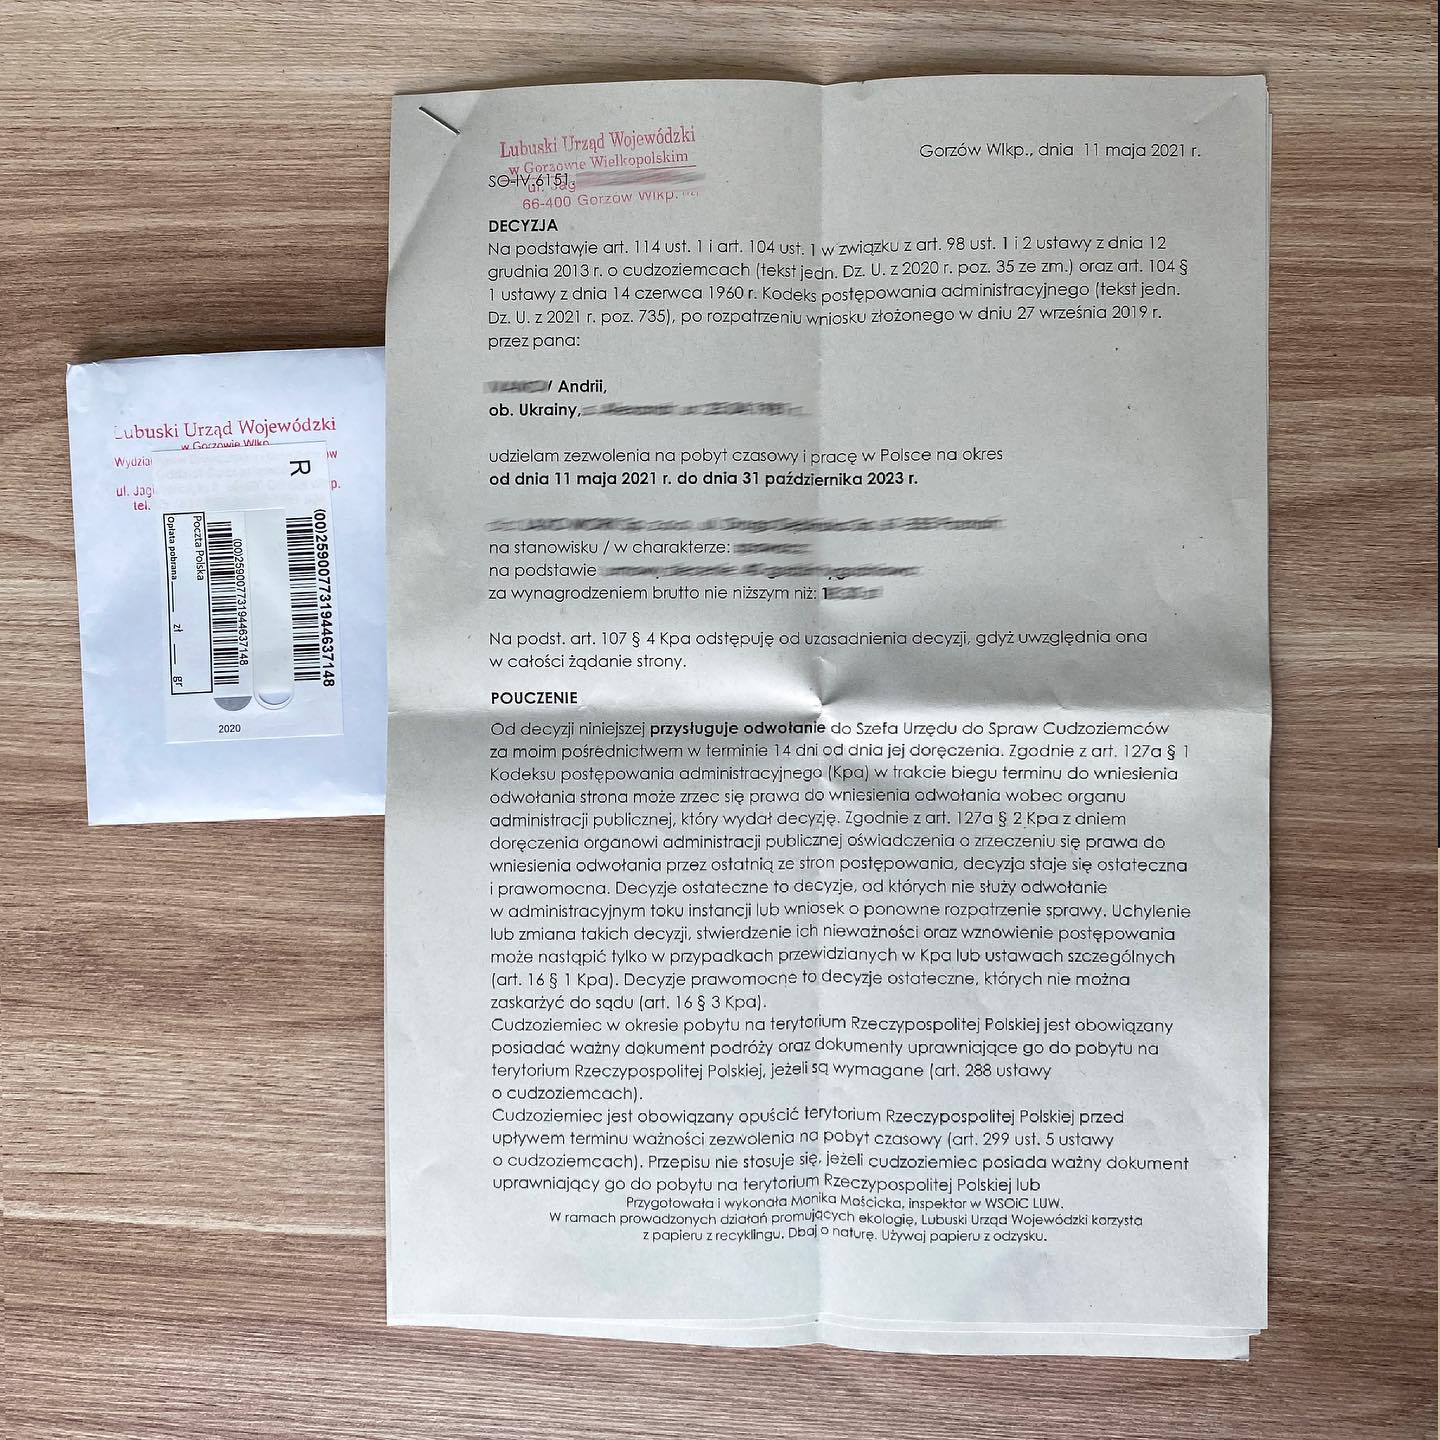 Lubuski Urząd Wojewódzki
w Gorzowie Wielkopolskim
ul. Jag
66-400 Gorzów Wlkp.
Gorzów Wlkp., dnia 11 maja 2021 r.
SO-IV.6151.
DECYZJA
Na podstawie art. 114 ust. 1 i art. 104 ust. 1 w związku z art. 98 ust. 1 i 2 ustawy z dnia 12
grudnia 2013 r. o cudzoziemcach (tekst jedn. Dz. U. z 2020 r. poz. 35 ze zm.) oraz art. 104 §
1 ustawy z dnia 14 czerwca 1960 r. Kodeks postępowania administracyjnego (tekst jedn.
Dz. U. z 2021 r. poz. 735), po rozpatrzeniu wniosku złożonego w dniu 27 września 2019 r.
przez pana:
Andrii,
ob. Ukrainy,
udzielam zezwolenia na pobyt czasowy i pracę w Polsce na okres
od dnia 11 maja 2021 r. do dnia 31 października 2023 r.
na stanowisku / w charakterze:
na podstawie
za wynagrodzeniem brutto nie niższym niż:
Na podst. art. 107 § 4 Kpa odstępuję od uzasadnienia decyzji, gdyż uwzględnia ona
w całości żądanie strony.
POUCZENIE
Od decyzji niniejszej przysługuje odwołanie do Szefa Urzędu do Spraw Cudzoziemców
za moim pośrednictwem w terminie 14 dni od dnia jej doręczenia. Zgodnie z art. 127a § 1
Kodeksu postępowania administracyjnego (Kpa) w trakcie biegu terminu do wniesienia
odwołania strona może zrzec się prawa do wniesienia odwołania wobec organu
administracji publicznej, który wydał decyzję. Zgodnie z art. 127a § 2 Kpa z dniem
doręczenia organowi administracji publicznej oświadczenia o zrzeczeniu się prawa do
wniesienia odwołania przez ostatnią ze stron postępowania, decyzja staje się ostateczna
i prawomocna. Decyzje ostateczne to decyzje, od których nie służy odwołanie
w administracyjnym toku instancji lub wniosek o ponowne rozpatrzenie sprawy. Uchylenie
lub zmiana takich decyzji, stwierdzenie ich nieważności oraz wznowienie postępowania
może nastąpić tylko w przypadkach przewidzianych w Kpa lub ustawach szczególnych
(art. 16 § 1 Kpa). Decyzje prawomocne to decyzje ostateczne, których nie można
zaskarżyć do sądu (art. 16 § 3 Kpa).
Cudzoziemiec w okresie pobytu na terytorium Rzeczypospolitej Polskiej jest obowiązany
posiadać ważny dokument podróży oraz dokumenty uprawniające go do pobytu na
terytorium Rzeczypospolitej Polskiej, jeżeli są wymagane (art. 288 ustawy
o cudzoziemcach).
Cudzoziemiec jest obowiązany opuścić terytorium Rzeczypospolitej Polskiej przed
upływem terminu ważności zezwolenia na pobyt czasowy (art. 299 ust. 5 ustawy
o cudzoziemcach). Przepisu nie stosuje się, jeżeli cudzoziemiec posiada ważny dokument
uprawniający go do pobytu na terytorium Rzeczypospolitej Polskiej lub
Przygotowała i wykonała Monika Mościcka, inspektor w WSOiC LUW.
W ramach prowadzonych działań promujących ekologię, Lubuski Urząd Wojewódzki korzysta
z papieru z recyklingu. Dbaj o naturę. Używaj papieru z odzysku.
Lubuski Urząd Wojewódzki
w Gorzowie Wlkp.
Wydzia
ul. Jagi
tel.
R
(00)259007731944637148
(00)259007731944637148
Poczta Polska
Opłata pobrana zł gr
2020